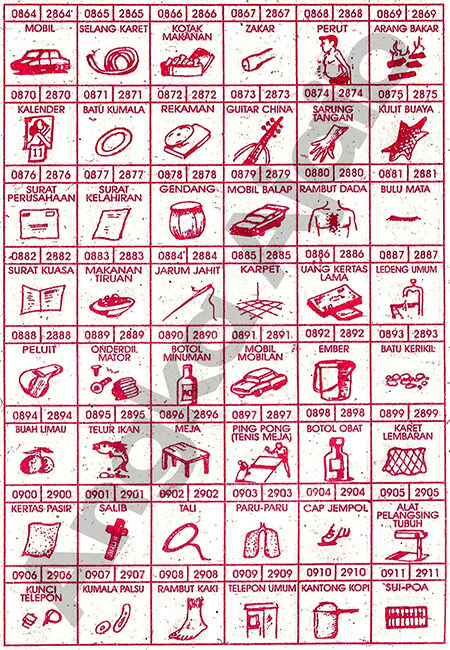 0864 2864
MOBIL
0865 2865
SELANG KARET
0866 2866
KOTAK
MAKANAN
0867 2867
ZAKAR
0868 2868
PERUT
0869 2869
ARANG BAKAR
0870 2870
KALENDER
11
0871 2871
BATU KUMALA
0872 2872
REKAMAN
0873 2873
GUITAR CHINA
0874 2874
SARUNG
TANGAN
0875 2875
KULIT BUAYA
0876 2876
SURAT
PERUSAHAAN
0877 2877
SURAT
KELAHIRAN
0878 2878
GENDANG
0879 2879
MOBIL BALAP
0880 2880
RAMBUT DADA
0881 2881
BULU MATA
0882 2882
SURAT KUASA
0883 2883
MAKANAN
TIRUAN
0884 2884
JARUM JAHIT
0885 2885
KARPET
0886 2886
UANG KERTAS
LAMA
0887 2887
LEDENG UMUM
0888 2888
PELUIT
0889 2889
ONDERDIL
MATOR
0890 2890
BOTOL
MINUMAN
0891 2891
MOBIL
MOBILAN
0892 2892
EMBER
0893 2893
BATU KERIKIL
0894 2894
BUAH LIMAU
0895 2895
TELUR IKAN
0896 2896
MEJA
0897 2897
PING PONG
(TENIS MEJA)
0898 2898
BOTOL OBAT
0899 2899
KARET
LEMBARAN
0900 2900
KERTAS PASIR
0901 2901
SALIB
0902 2902
TALI
0903 2903
PARU-PARU
0904 2904
CAP JEMPOL
0905 2905
ALAT
PELANGSING
TUBUH
0906 2906
KUNCI
TELEPON
0907 2907
KUMALA PALSU
0908 2908
RAMBUT KAKI
0909 2909
TELEPON UMUM
0910 2910
KANTONG KOPI
0911 2911
SUI-POA